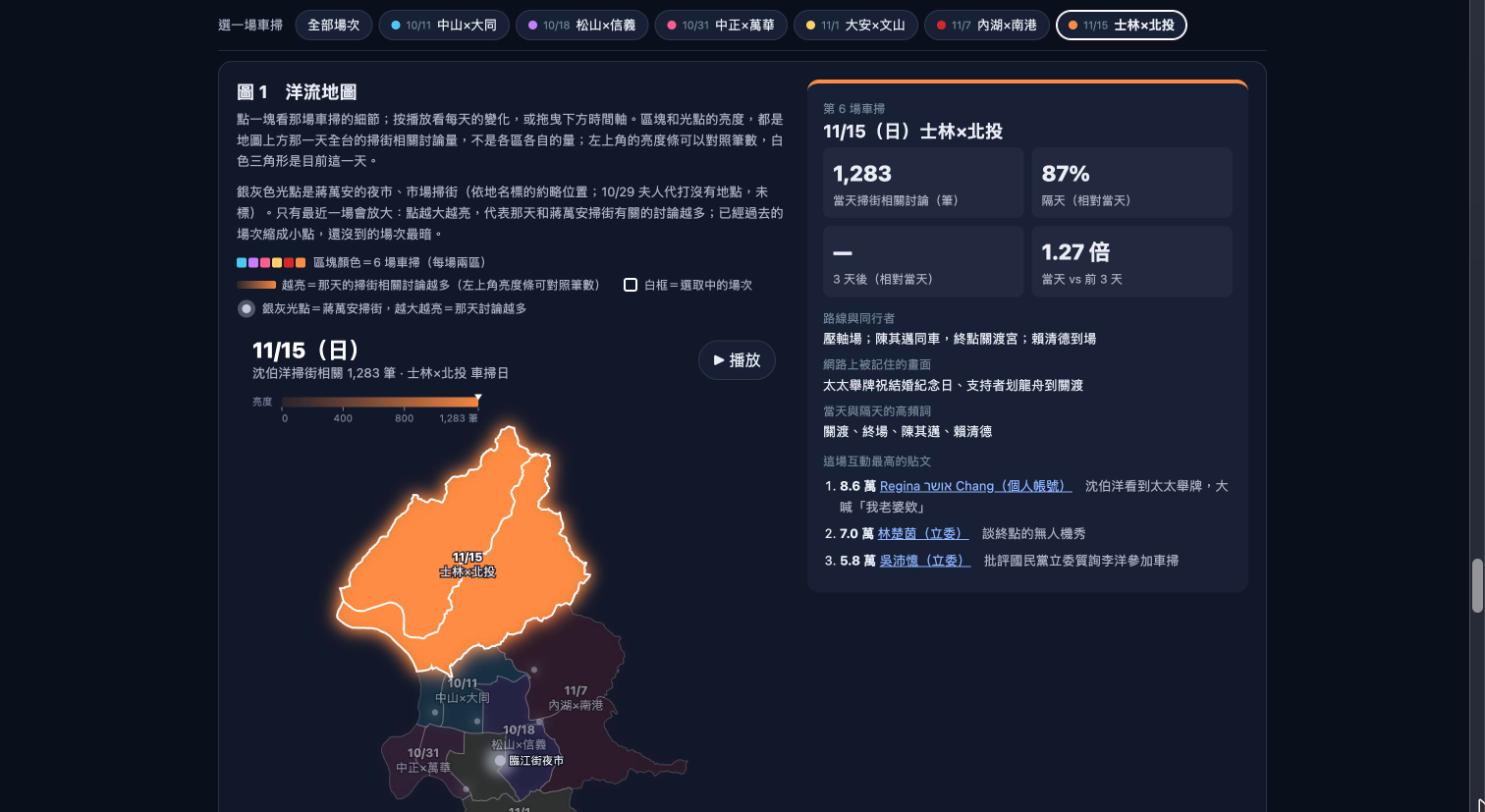 選一場車掃 全部場次 10/11 中山×大同 10/18 松山×信義 10/31 中正×萬華 11/1 大安×文山 11/7 內湖×南港 11/15 士林×北投
圖 1 洋流地圖
點一塊看那場車掃的細節；按播放看每天的變化，或拖曳下方時間軸。區塊和光點的亮度，都是
地圖上方那一天全台的掃街相關討論量，不是各區各自的量；左上角的亮度條可以對照筆數，白
色三角形是目前這一天。
銀灰色光點是蔣萬安的夜市、市場掃街（依地名標的約略位置；10/29 夫人代打沒有地點，未
標）。只有最近一場會放大：點越大越亮，代表那天和蔣萬安掃街有關的討論越多；已經過去的
場次縮成小點，還沒到的場次最暗。
區塊顏色＝6 場車掃（每場兩區）
越亮＝那天的掃街相關討論越多（左上角亮度條可對照筆數） 白框＝選取中的場次
銀灰光點＝蔣萬安掃街，越大越亮＝那天討論越多
11/15（日）
▶ 播放
沈伯洋掃街相關 1,283 筆 · 士林×北投 車掃日
亮度
0 400 800 1,283 筆
11/15
士林×北投
10/11
中山×大同
11/7
內湖×南港
10/18
松山×信義
10/31
中正×萬華
臨江街夜市
11/1
第 6 場車掃
11/15（日）士林×北投
1,283
當天掃街相關討論（筆）
87%
隔天（相對當天）
—
3 天後（相對當天）
1.27 倍
當天 vs 前 3 天
路線與同行者
壓軸場；陳其邁同車，終點關渡宮；賴清德到場
網路上被記住的畫面
太太舉牌祝結婚紀念日、支持者划龍舟到關渡
當天與隔天的高頻詞
關渡、終場、陳其邁、賴清德
這場互動最高的貼文
1. 8.6 萬 Regina אושר Chang（個人帳號） 沈伯洋看到太太舉牌，大
喊「我老婆欸」
2. 7.0 萬 林楚茵（立委） 談終點的無人機秀
3. 5.8 萬 吳沛憶（立委） 批評國民黨立委質詢李洋參加車掃